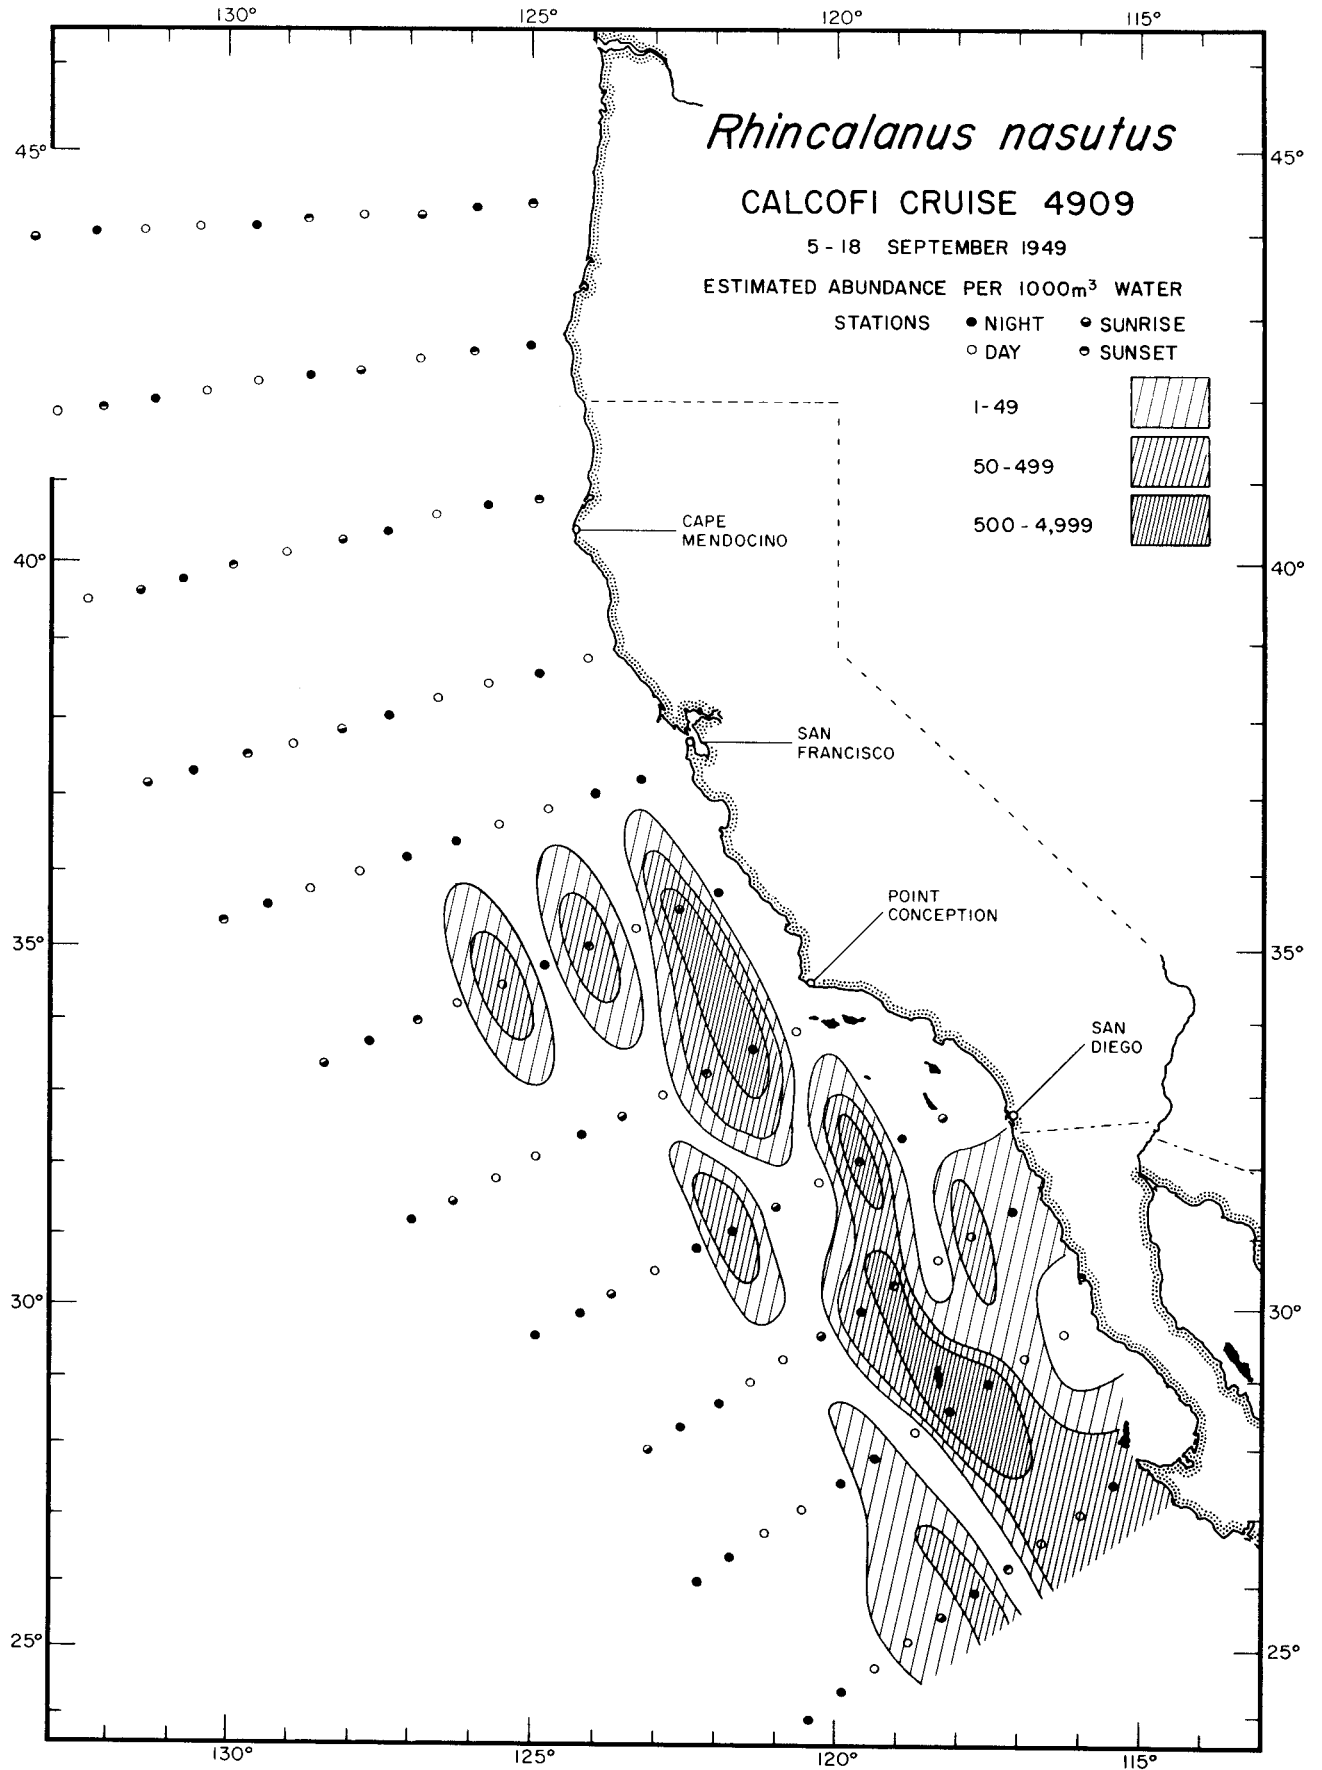 130° 125° 120° 115°
Rhincalanus nasutus
45° 45°
CALCOFI CRUISE 4909
5-18 SEPTEMBER 1949
ESTIMATED ABUNDANCE PER 1000m³ WATER
STATIONS ● NIGHT ◒ SUNRISE
○ DAY ◓ SUNSET
1-49
50-499
500-4,999
CAPE
MENDOCINO
40° 40°
SAN
FRANCISCO
POINT
CONCEPTION
35° 35°
SAN
DIEGO
30° 30°
25° 25°
130° 125° 120° 115°